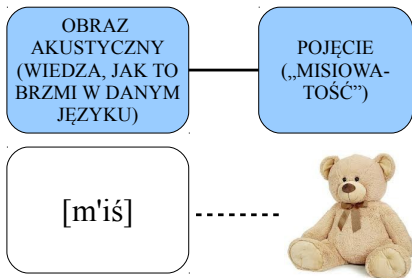 OBRAZ
AKUSTYCZNY
(WIEDZA, JAK TO
BRZMI W DANYM
JĘZYKU)
POJĘCIE
(„MISIOWA-
TOŚĆ”)
[m'iś]